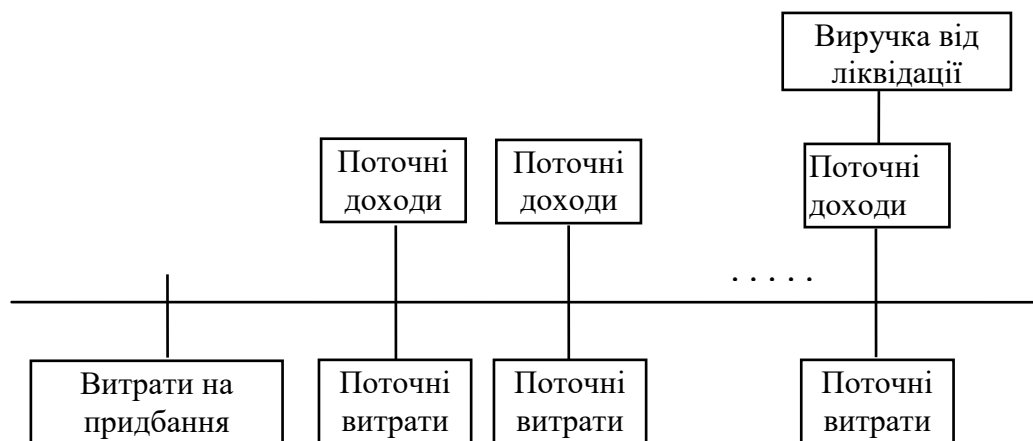 Виручка від
ліквідації
Поточні
доходи
Поточні
доходи
Поточні
доходи
. . . . .
Витрати на
придбання
Поточні
витрати
Поточні
витрати
Поточні
витрати